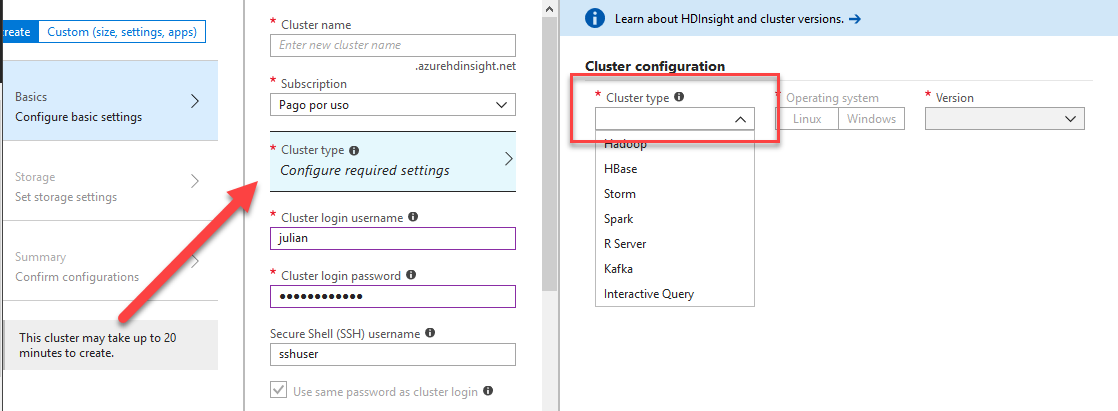 create
Custom (size, settings, apps)
Basics
Configure basic settings
Storage
Set storage settings
Summary
Confirm configurations
This cluster may take up to 20
minutes to create.
* Cluster name
Enter new cluster name
.azurehdinsight.net
* Subscription
Pago por uso
* Cluster type
Configure required settings
* Cluster login username
julian
* Cluster login password
••••••••••••
Secure Shell (SSH) username
sshuser
Use same password as cluster login
Learn about HDInsight and cluster versions. →
Cluster configuration
* Cluster type
* Operating system
Linux
Windows
* Version
Hadoop
HBase
Storm
Spark
R Server
Kafka
Interactive Query